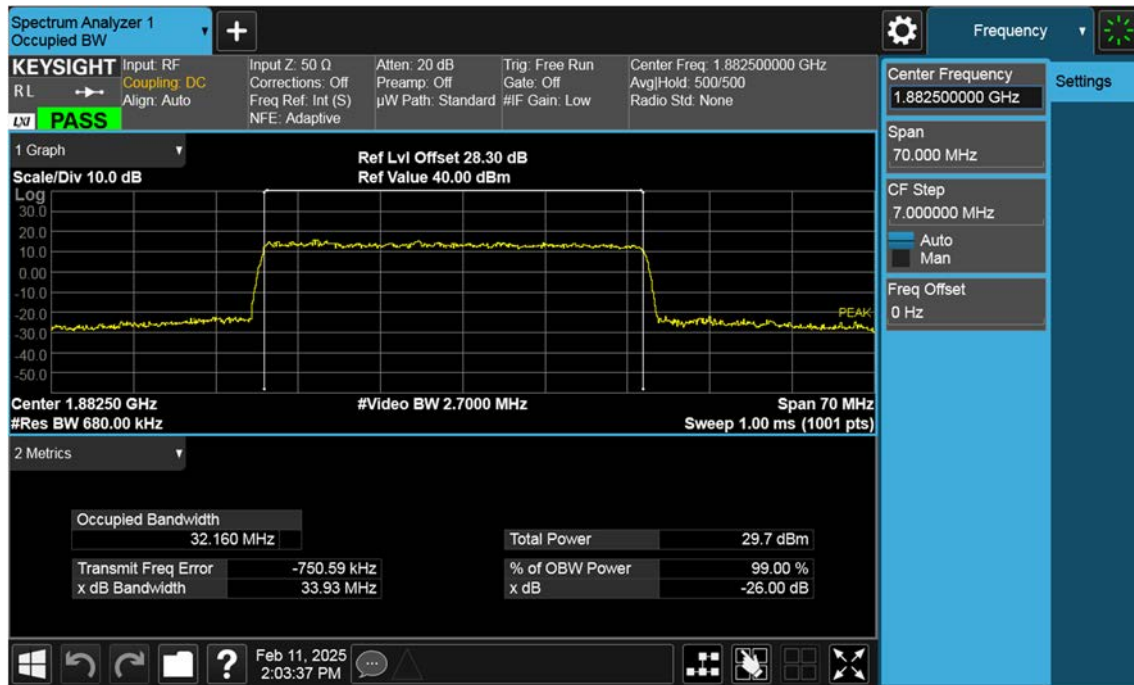 Spectrum Analyzer 1
Occupied BW
Frequency
KEYSIGHT
RL
LXI
PASS
Input: RF
Coupling: DC
Align: Auto
Input Z: 50 Ω
Corrections: Off
Freq Ref: Int (S)
NFE: Adaptive
Atten: 20 dB
Preamp: Off
µW Path: Standard
Trig: Free Run
Gate: Off
#IF Gain: Low
Center Freq: 1.882500000 GHz
Avg|Hold: 500/500
Radio Std: None
1 Graph
Scale/Div 10.0 dB
Ref Lvl Offset 28.30 dB
Ref Value 40.00 dBm
Log
30.0
20.0
10.0
0.00
-10.0
-20.0
-30.0
-40.0
-50.0
PEAK
Center 1.88250 GHz
#Video BW 2.7000 MHz
Span 70 MHz
#Res BW 680.00 kHz
Sweep 1.00 ms (1001 pts)
2 Metrics
Occupied Bandwidth
32.160 MHz
Total Power 29.7 dBm
Transmit Freq Error -750.59 kHz
% of OBW Power 99.00 %
x dB Bandwidth 33.93 MHz
x dB -26.00 dB
Feb 11, 2025
2:03:37 PM
Center Frequency
1.882500000 GHz
Span
70.000 MHz
CF Step
7.000000 MHz
Auto
Man
Freq Offset
0 Hz
Settings